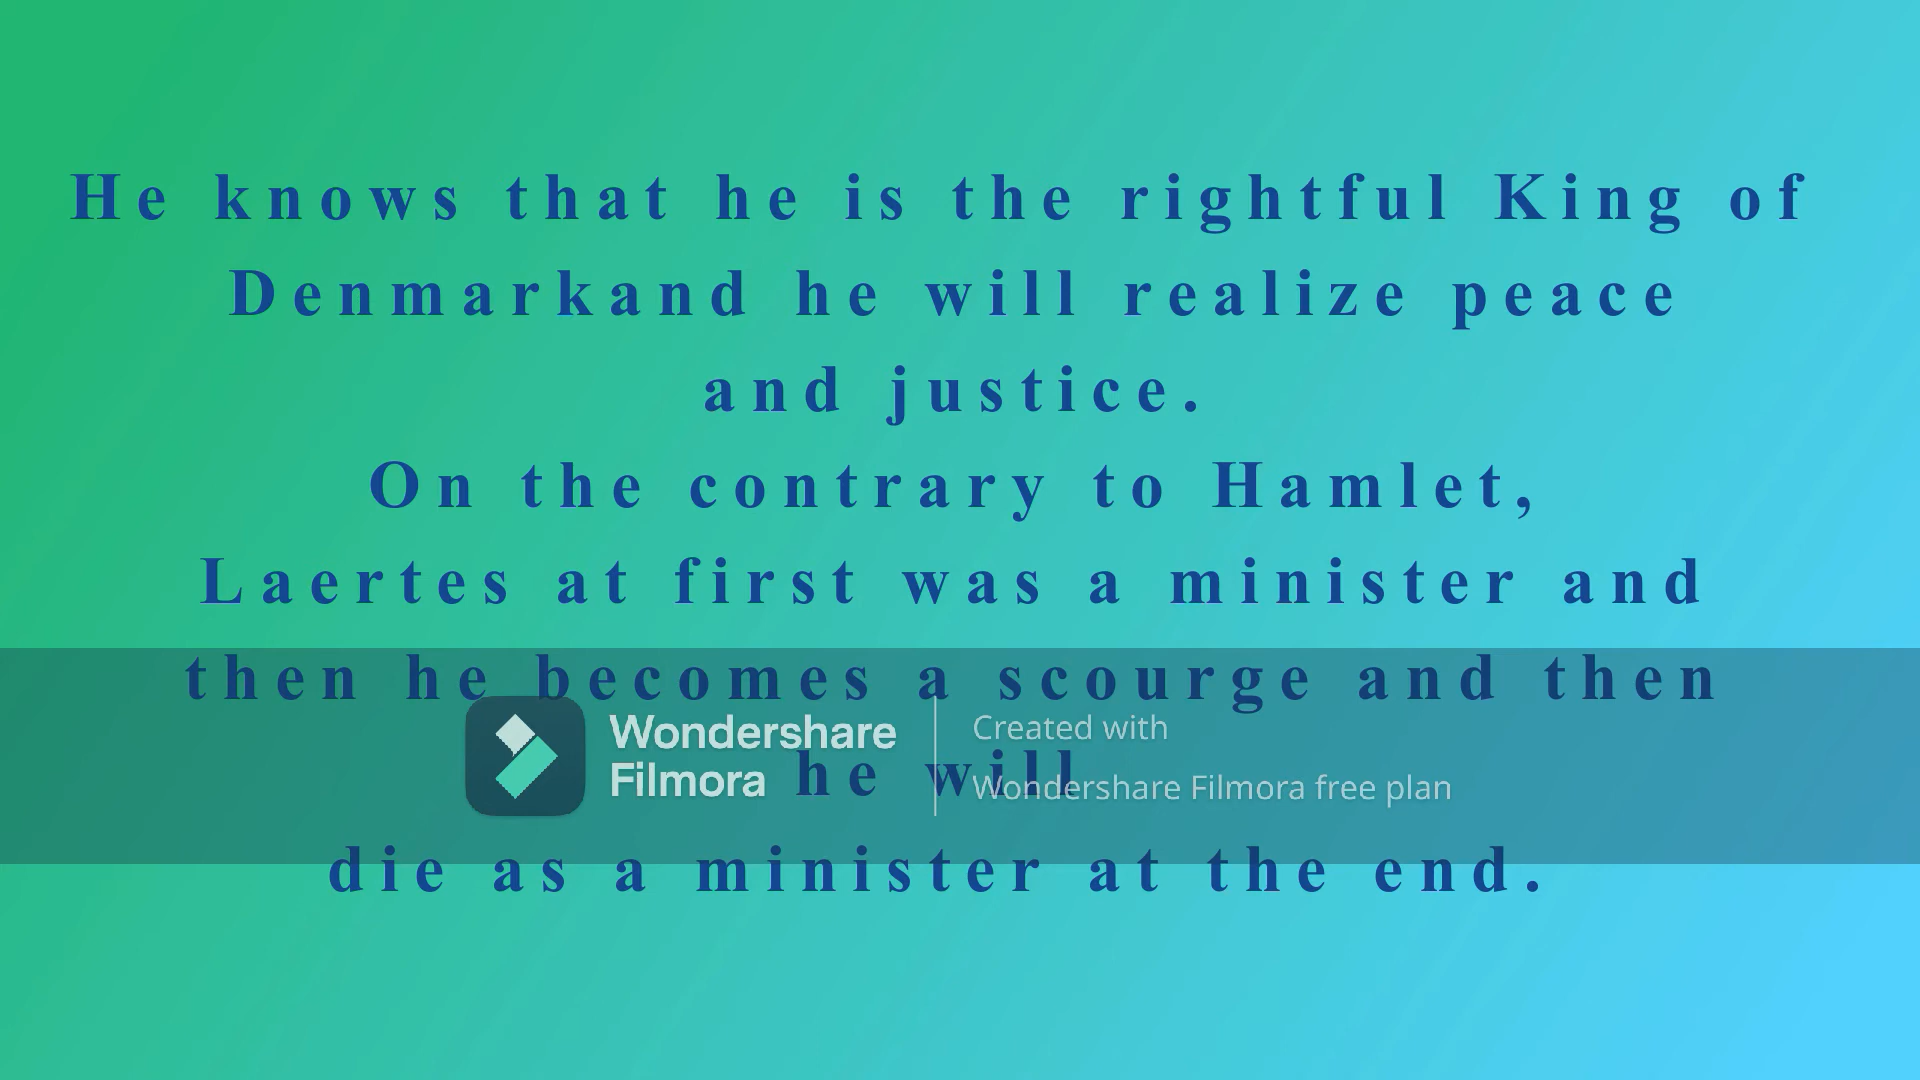 He knows that he is the rightful King of
Denmarkand he will realize peace
and justice.
On the contrary to Hamlet,
Laertes at first was a minister and
then he becomes a scourge and then
he will
die as a minister at the end.
Wondershare
Filmora
Created with
Wondershare Filmora free plan